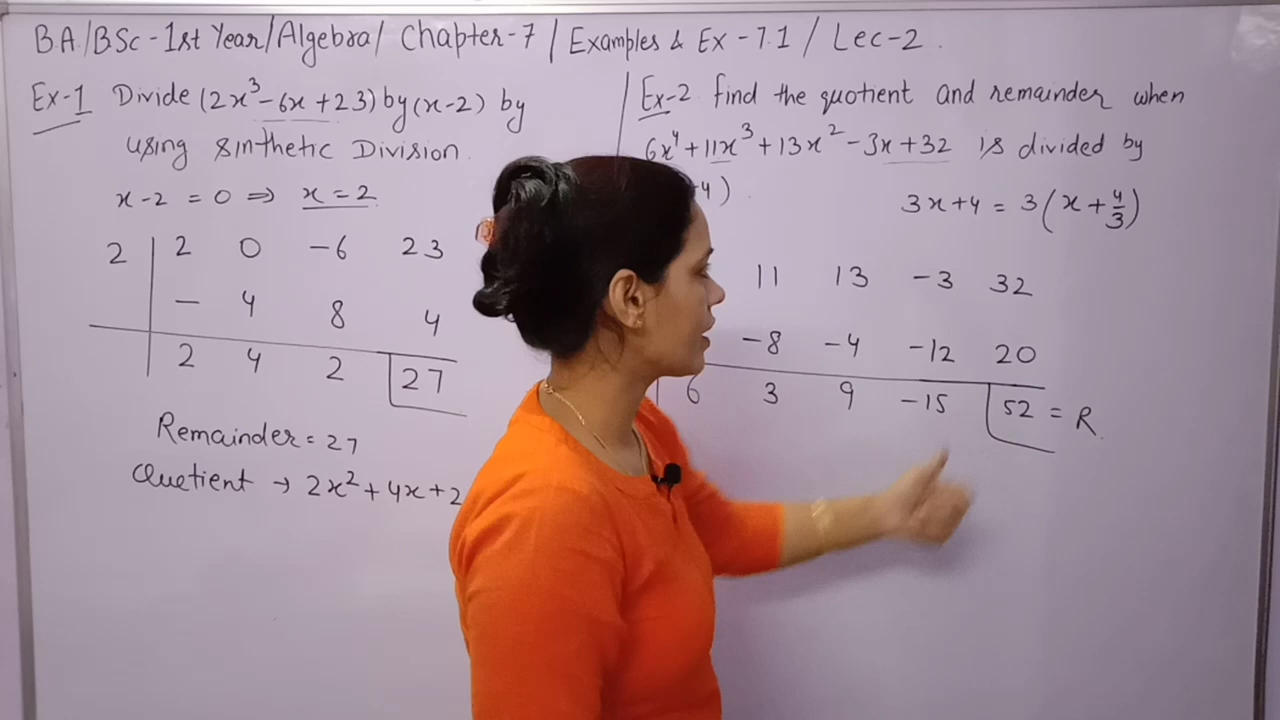 B.A./BSc-1st Year/Algebra/ Chapter-7 / Examples & Ex-7.1 / Lec-2.
Ex-1 Divide (2x³-6x+23) by (x-2) by
using sinthetic Division.
x-2 = 0 ⇒ x=2
2 | 2 0 -6 23
- 4 8 4
2 4 2 27
Remainder = 27
Quetient → 2x²+4x+2
Ex-2 find the quotient and remainder when
6x⁴+11x³+13x²-3x+32 is divided by
4).
3x+4 = 3(x+4/3)
11 13 -3 32
-8 -4 -12 20
6 3 9 -15 52 = R.